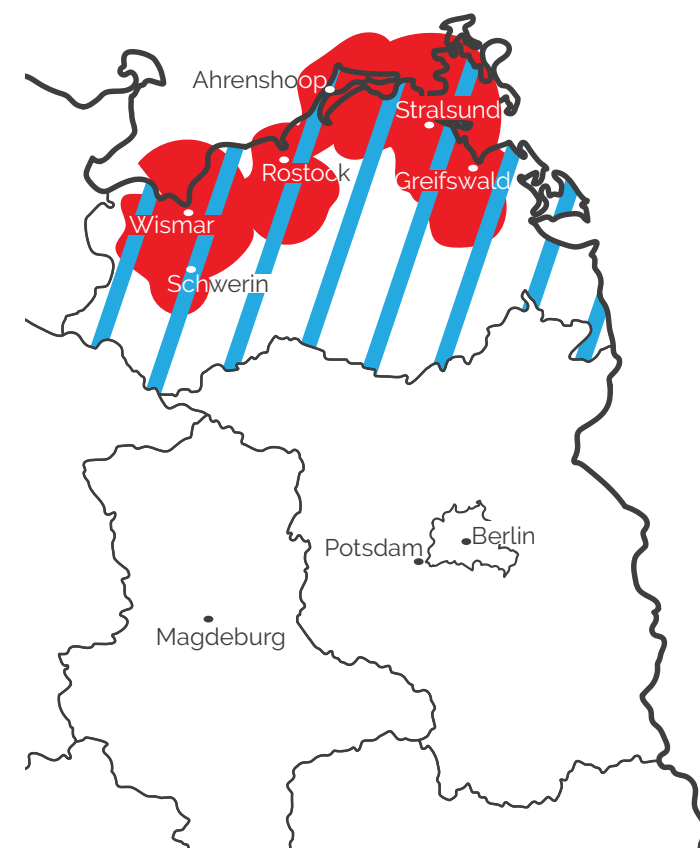 Ahrenshoop
Stralsund
Rostock
Greifswald
Wismar
Schwerin
Berlin
Potsdam
Magdeburg